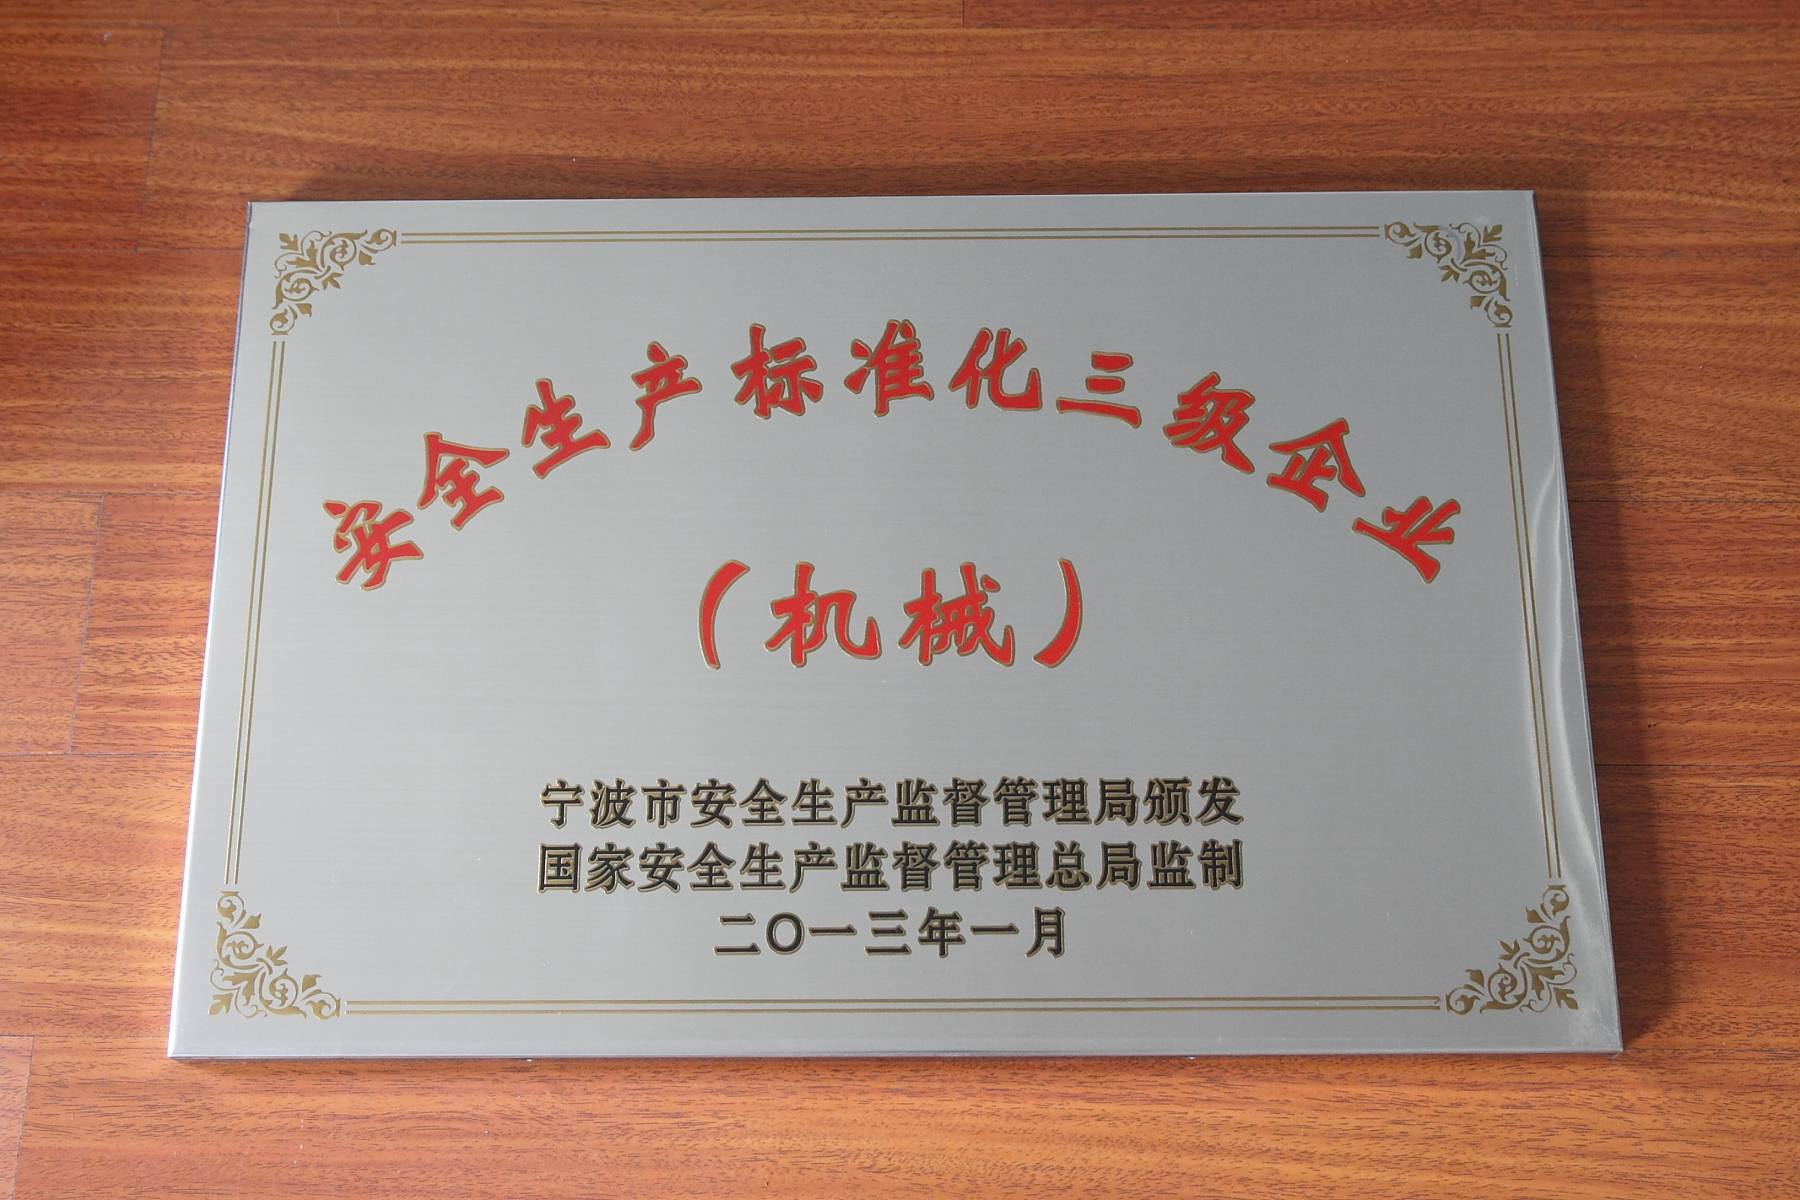 安全生产标准化三级企业
（机械）
宁波市安全生产监督管理局颁发
国家安全生产监督管理总局监制
二〇一三年一月